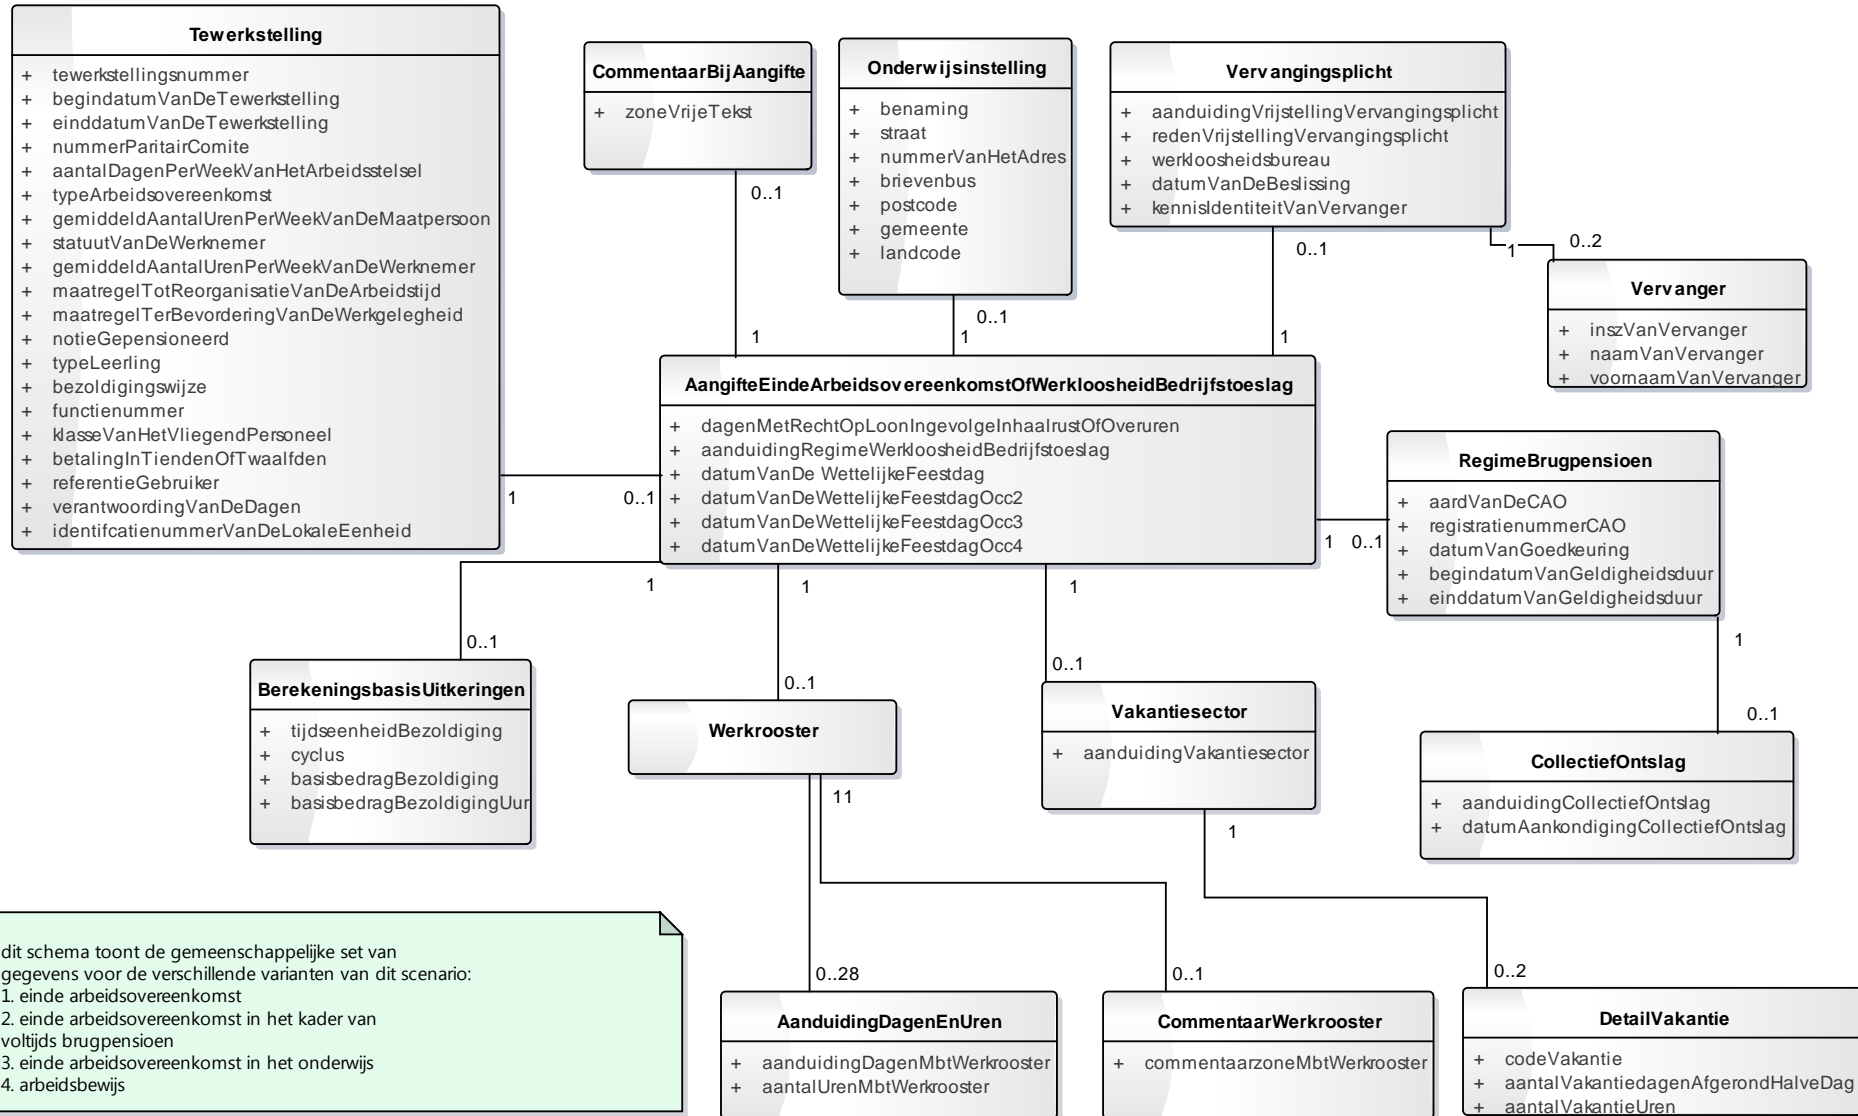 Tewerkstelling
+ tewerkstellingsnummer
+ begindatumVanDeTewerkstelling
+ einddatumVanDeTewerkstelling
+ nummerParitairComite
+ aantalDagenPerWeekVanHetArbeidsstelsel
+ typeArbeidsovereenkomst
+ gemiddeldAantalUrenPerWeekVanDeMaatpersoon
+ statuutVanDeWerknemer
+ gemiddeldAantalUrenPerWeekVanDeWerknemer
+ maatregelTotReorganisatieVanDeArbeidstijd
+ maatregelTerBevorderingVanDeWerkgelegheid
+ notieGepensioneerd
+ typeLeerling
+ bezoldigingswijze
+ functienummer
+ klasseVanHetVliegendPersoneel
+ betalingInTiendenOfTwaalfden
+ referentieGebruiker
+ verantwoordingVanDeDagen
+ identifcatienummerVanDeLokaleEenheid
CommentaarBijAangifte
+ zoneVrijeTekst
0..1
1
Onderwijsinstelling
+ benaming
+ straat
+ nummerVanHetAdres
+ brievenbus
+ postcode
+ gemeente
+ landcode
0..1
1
Vervangingsplicht
+ aanduidingVrijstellingVervangingsplicht
+ redenVrijstellingVervangingsplicht
+ werkloosheidsbureau
+ datumVanDeBeslissing
+ kennisIdentiteitVanVervanger
0..1
1
1
0..2
Vervanger
+ inszVanVervanger
+ naamVanVervanger
+ voornaamVanVervanger
AangifteEindeArbeidsovereenkomstOfWerkloosheidBedrijfstoeslag
+ dagenMetRechtOpLoonIngevolgeInhaalrustOfOveruren
+ aanduidingRegimeWerkloosheidBedrijfstoeslag
+ datumVanDe WettelijkeFeestdag
+ datumVanDeWettelijkeFeestdagOcc2
+ datumVanDeWettelijkeFeestdagOcc3
+ datumVanDeWettelijkeFeestdagOcc4
1
0..1
1 0..1
RegimeBrugpensioen
+ aardVanDeCAO
+ registratienummerCAO
+ datumVanGoedkeuring
+ begindatumVanGeldigheidsduur
+ einddatumVanGeldigheidsduur
1
0..1
CollectiefOntslag
+ aanduidingCollectiefOntslag
+ datumAankondigingCollectiefOntslag
1
0..1
BerekeningsbasisUitkeringen
+ tijdseenheidBezoldiging
+ cyclus
+ basisbedragBezoldiging
+ basisbedragBezoldigingUur
1
0..1
Werkrooster
11
1
0..1
Vakantiesector
+ aanduidingVakantiesector
1
dit schema toont de gemeenschappelijke set van
gegevens voor de verschillende varianten van dit scenario:
1. einde arbeidsovereenkomst
2. einde arbeidsovereenkomst in het kader van
voltijds brugpensioen
3. einde arbeidsovereenkomst in het onderwijs
4. arbeidsbewijs
0..28
AanduidingDagenEnUren
+ aanduidingDagenMbtWerkrooster
+ aantalUrenMbtWerkrooster
0..1
CommentaarWerkrooster
+ commentaarzoneMbtWerkrooster
0..2
DetailVakantie
+ codeVakantie
+ aantalVakantiedagenAfgerondHalveDag
+ aantalVakantieUren